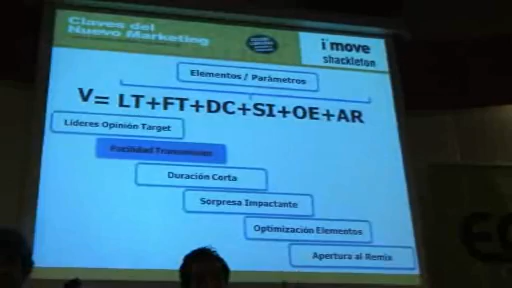 Claves del
Nuevo Marketing
i'move
shackleton
Elementos / Parámetros
V= LT+FT+DC+SI+OE+AR
Líderes Opinión Target
Facilidad Transmisión
Duración Corta
Sorpresa Impactante
Optimización Elementos
Apertura al Remix